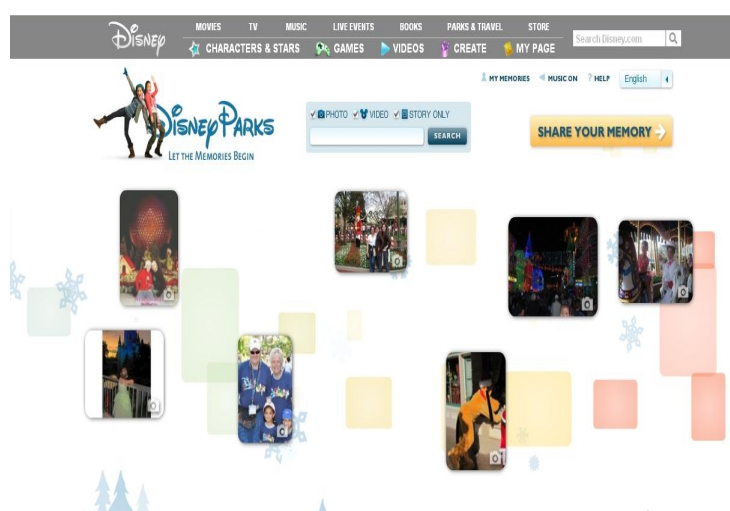 Disney
MOVIES TV MUSIC LIVE EVENTS BOOKS PARKS & TRAVEL STORE
Search Disney.com
CHARACTERS & STARS GAMES VIDEOS CREATE MY PAGE
MY MEMORIES MUSIC ON ? HELP English
Disney Parks
LET THE MEMORIES BEGIN
PHOTO VIDEO STORY ONLY
SEARCH
SHARE YOUR MEMORY